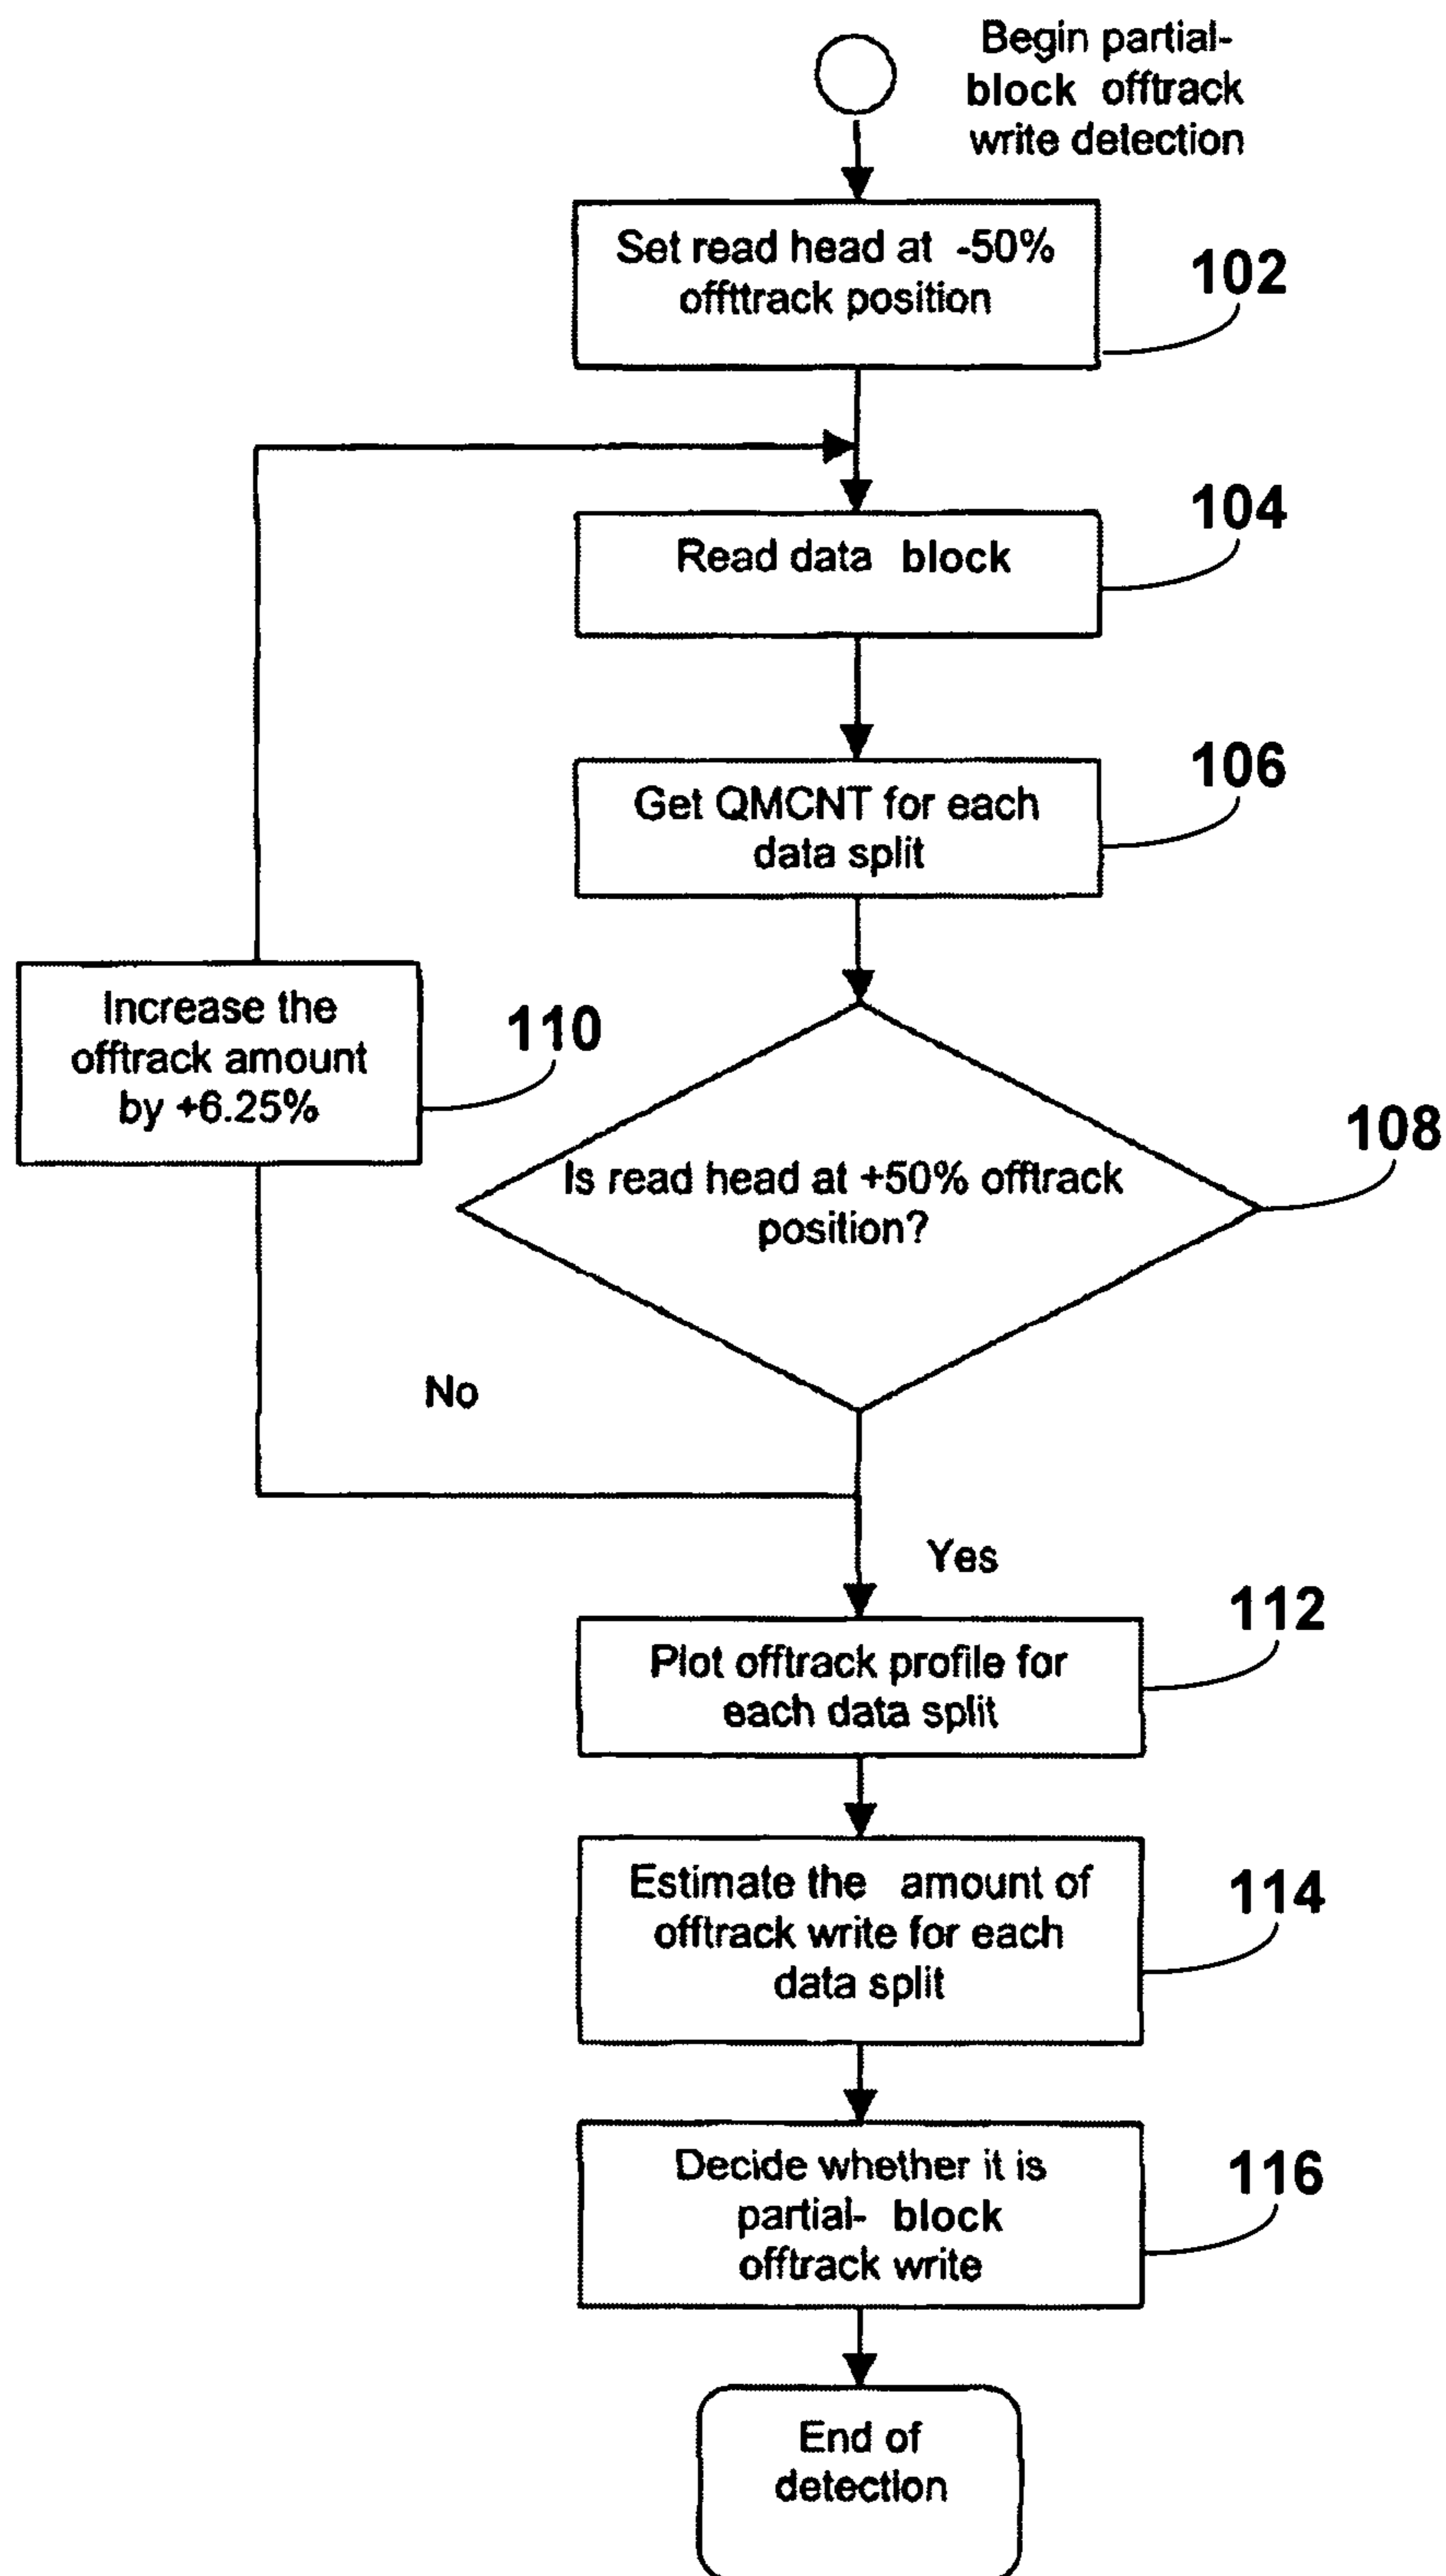 Begin partial-
block offtrack
write detection
Set read head at -50%
offttrack position
102
Read data block
104
Get QMCNT for each
data split
106
Increase the
offtrack amount
by +6.25%
110
Is read head at +50% offtrack
position?
108
No
Yes
Plot offtrack profile for
each data split
112
Estimate the amount of
offtrack write for each
data split
114
Decide whether it is
partial- block
offtrack write
116
End of
detection